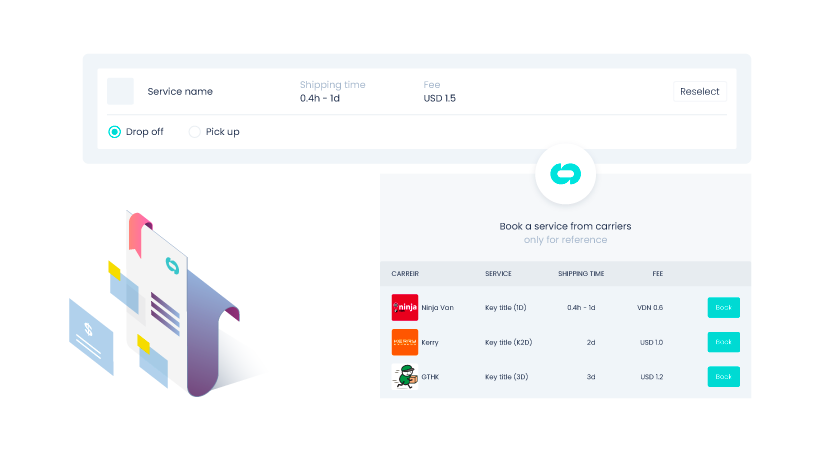 Service name
Shipping time
0.4h - 1d
Fee
USD 1.5
Reselect
Drop off
Pick up
Book a service from carriers
only for reference
CARREIR SERVICE SHIPPING TIME FEE
ninja Ninja Van Key title (1D) 0.4h - 1d VDN 0.6 Book
KERRY Kerry Key title (K2D) 2d USD 1.0 Book
GTHK Key title (3D) 3d USD 1.2 Book
$